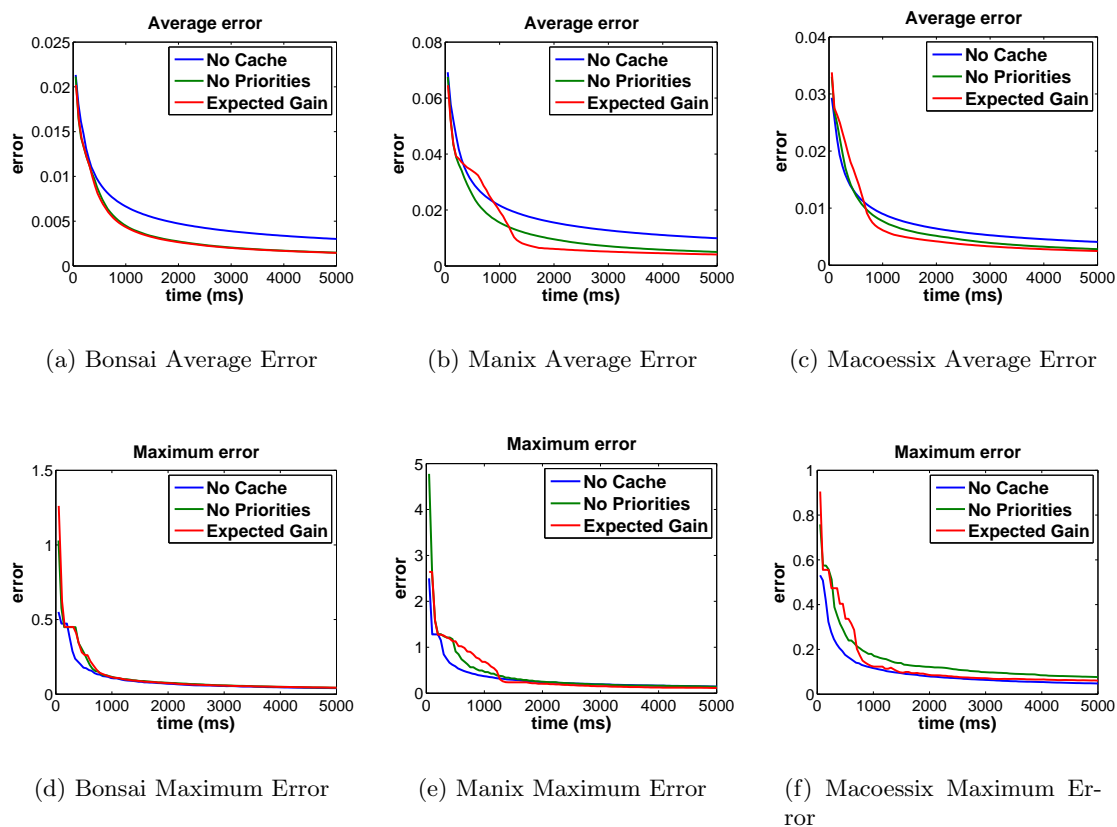 Average error
0.025
0.02
0.015
0.01
0.005
0
error
No Cache
No Priorities
Expected Gain
0 1000 2000 3000 4000 5000
time (ms)
(a) Bonsai Average Error
Average error
0.08
0.06
0.04
0.02
0
error
No Cache
No Priorities
Expected Gain
0 1000 2000 3000 4000 5000
time (ms)
(b) Manix Average Error
Average error
0.04
0.03
0.02
0.01
0
error
No Cache
No Priorities
Expected Gain
0 1000 2000 3000 4000 5000
time (ms)
(c) Macoessix Average Error
Maximum error
1.5
1
0.5
0
error
No Cache
No Priorities
Expected Gain
0 1000 2000 3000 4000 5000
time (ms)
(d) Bonsai Maximum Error
Maximum error
5
4
3
2
1
0
error
No Cache
No Priorities
Expected Gain
0 1000 2000 3000 4000 5000
time (ms)
(e) Manix Maximum Error
Maximum error
1
0.8
0.6
0.4
0.2
0
error
No Cache
No Priorities
Expected Gain
0 1000 2000 3000 4000 5000
time (ms)
(f) Macoessix Maximum Er-
ror